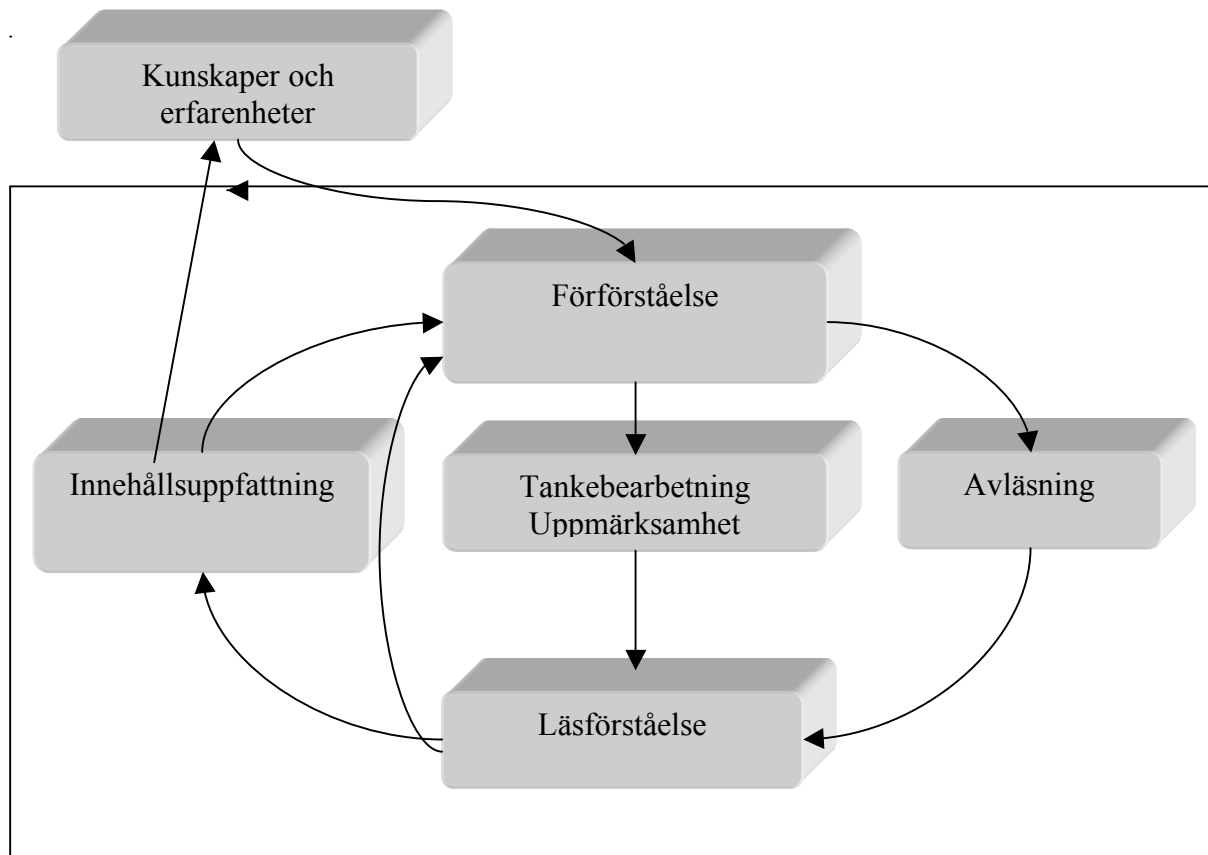 Kunskaper och
erfarenheter
Förförståelse
Innehållsuppfattning
Tankebearbetning
Uppmärksamhet
Avläsning
Läsförståelse